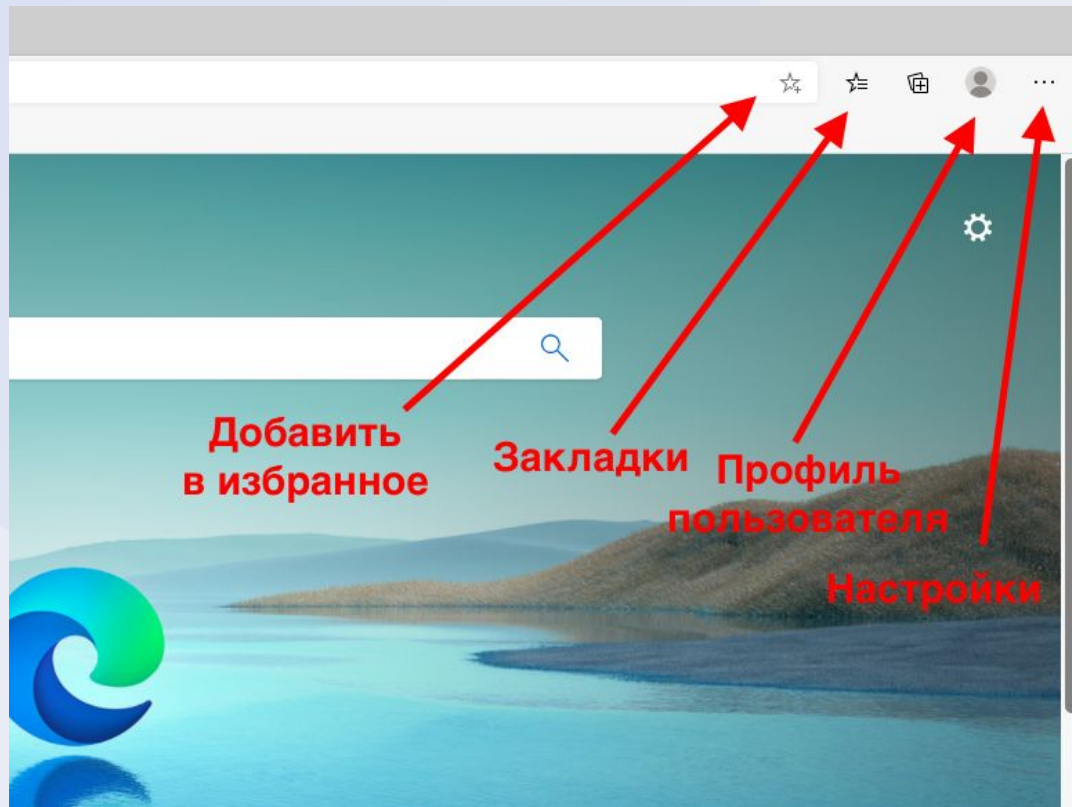 Добавить
в избранное
Закладки
Профиль
пользователя
Настройки